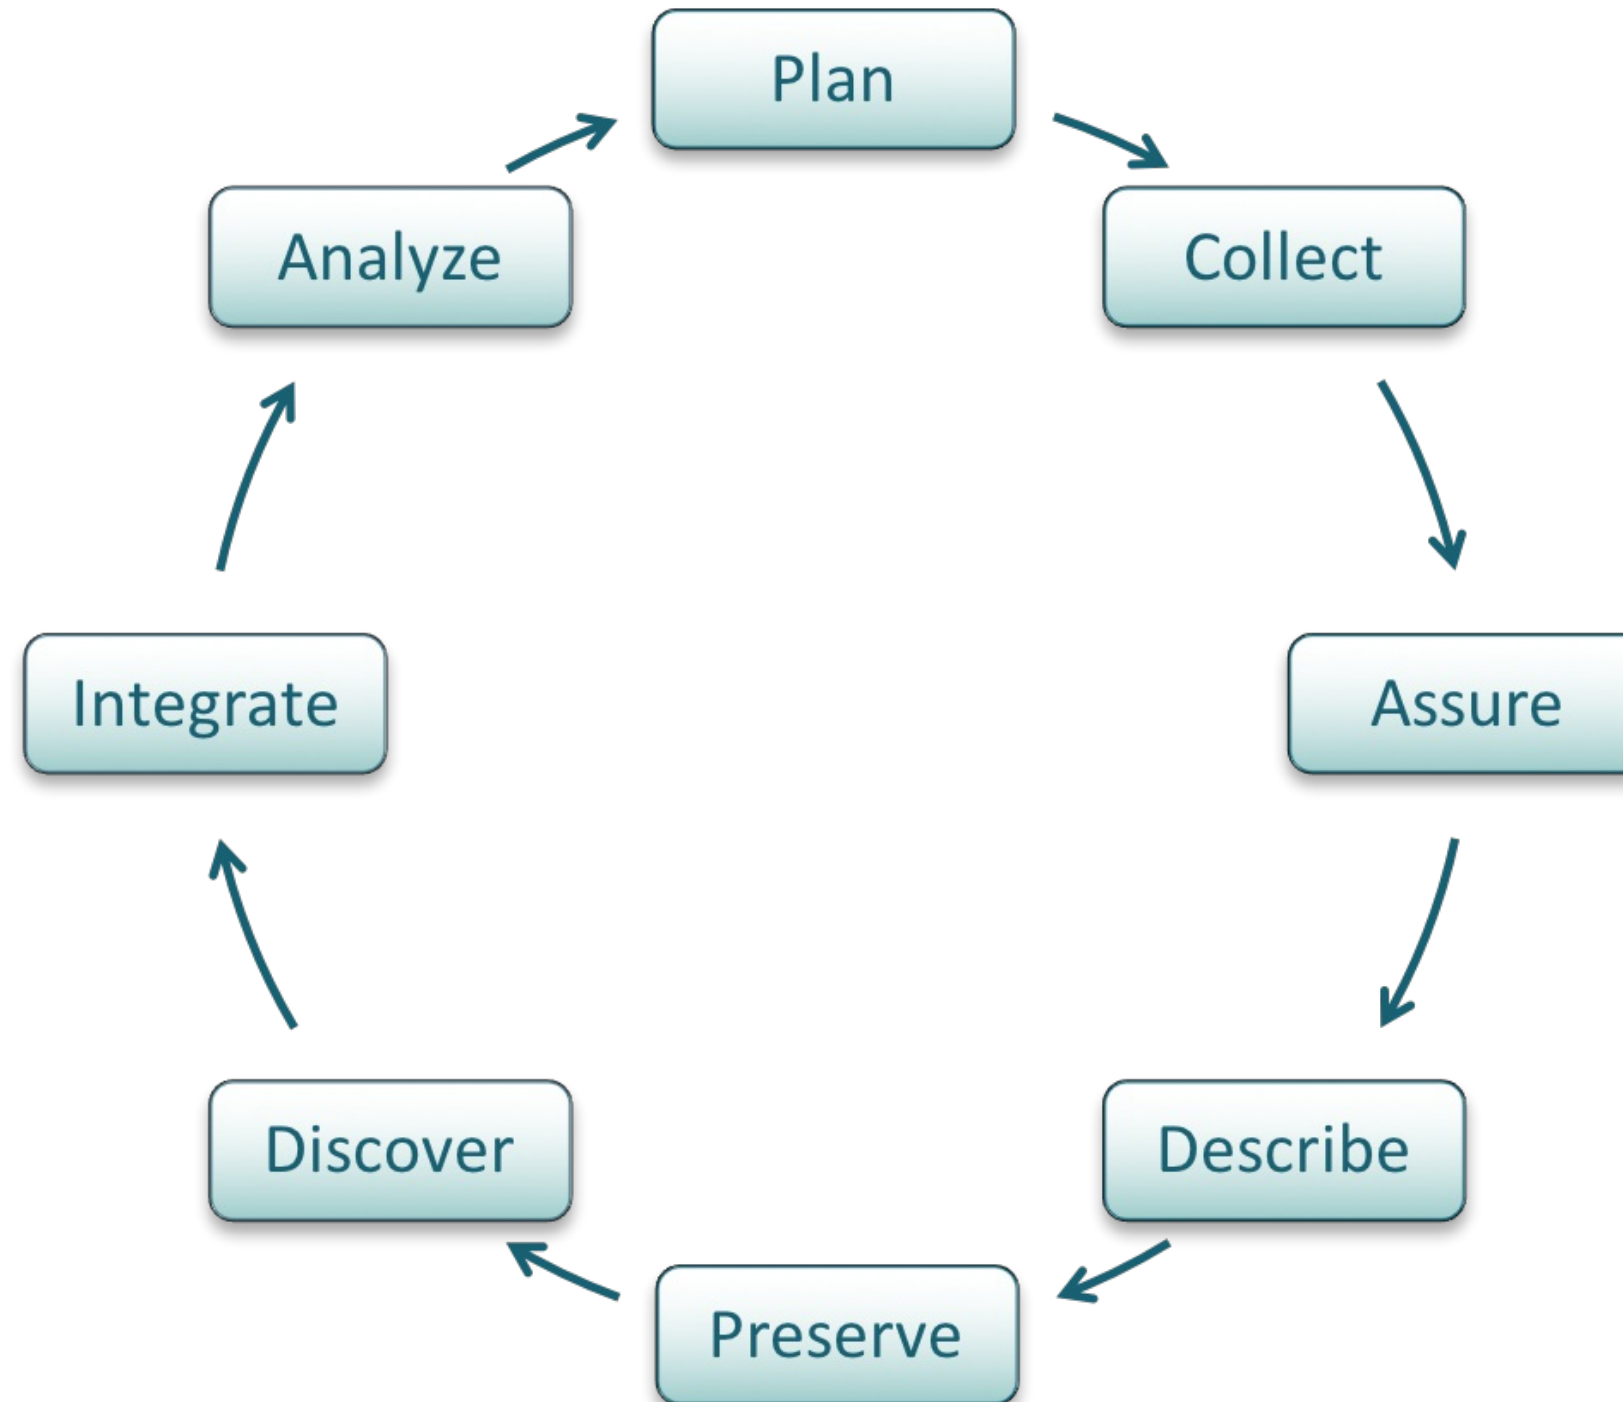 Plan
Collect
Assure
Describe
Preserve
Discover
Integrate
Analyze